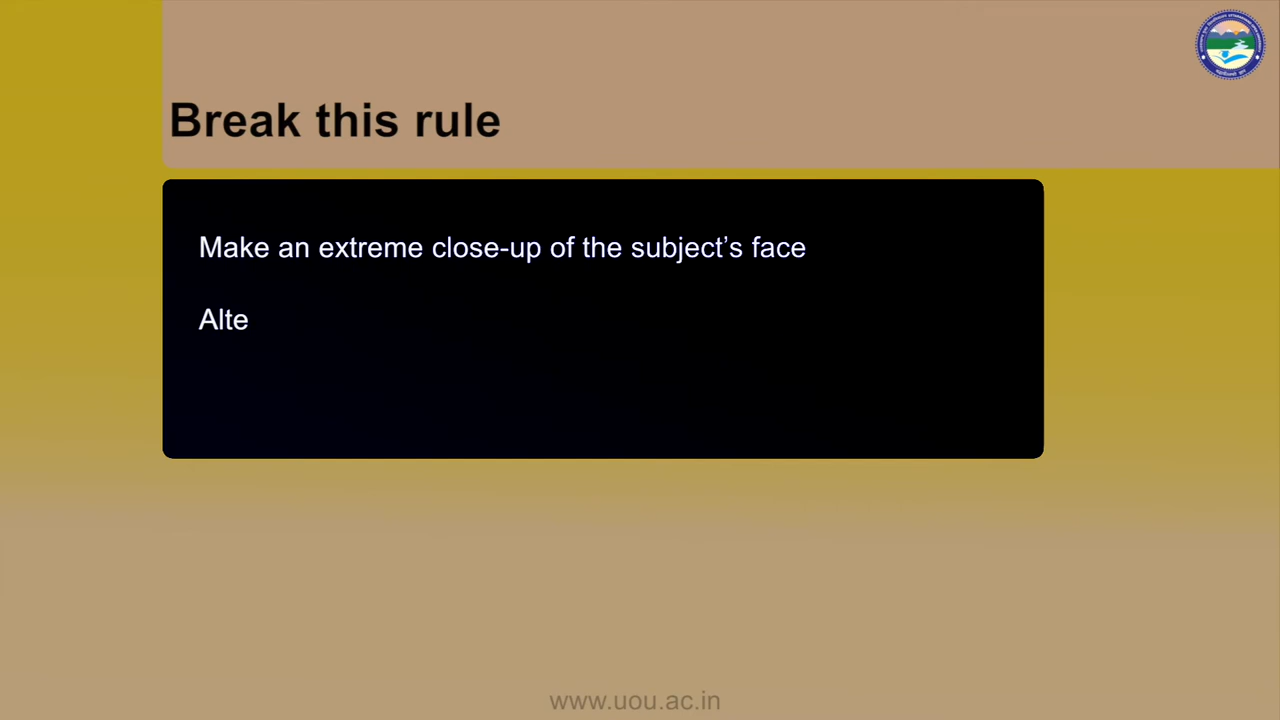 Break this rule
Make an extreme close-up of the subject’s face
Alte
www.uou.ac.in